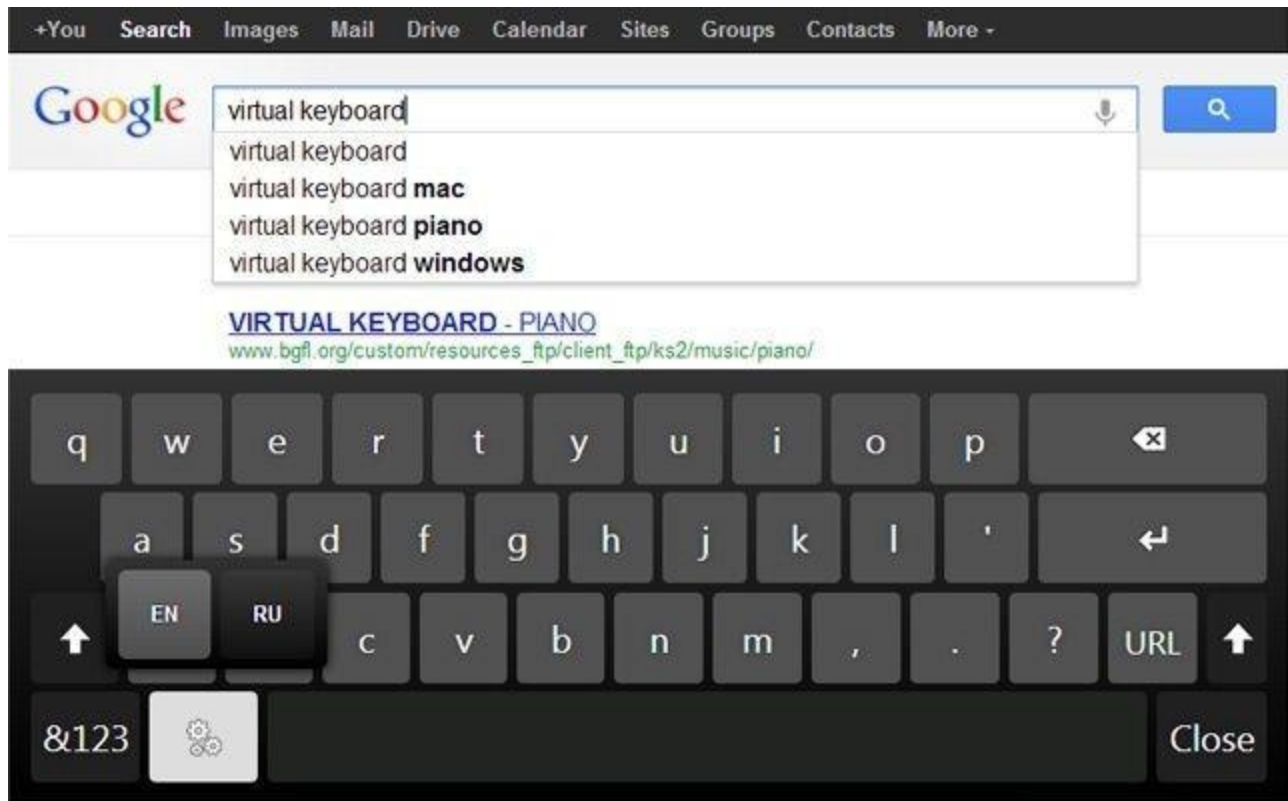 +You Search Images Mail Drive Calendar Sites Groups Contacts More
Google virtual keyboard
virtual keyboard
virtual keyboard mac
virtual keyboard piano
virtual keyboard windows
VIRTUAL KEYBOARD - PIANO
www.bgfl.org/custom/resources_ftp/client_ftp/ks2/music/piano/
q w e r t y u i o p
a s d f g h j k l '
EN RU
c v b n m , . ? URL
&123 Close